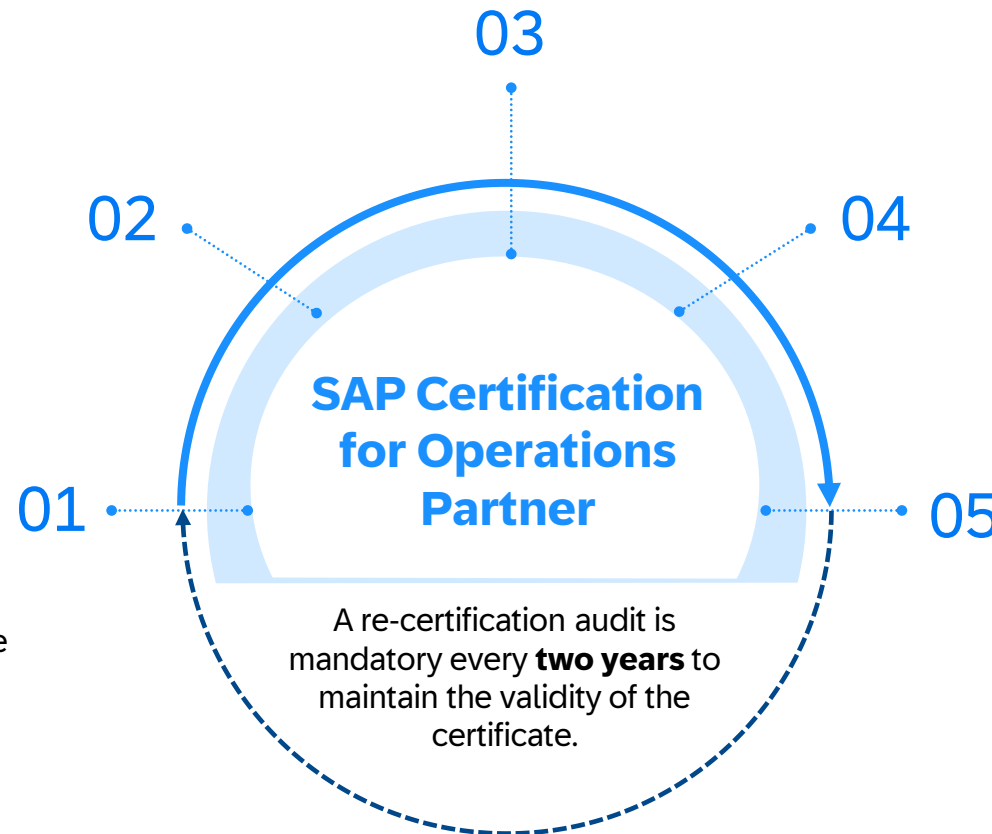 03
02
04
SAP Certification
for Operations
Partner
01
05
A re-certification audit is
mandatory every two years to
maintain the validity of the
certificate.